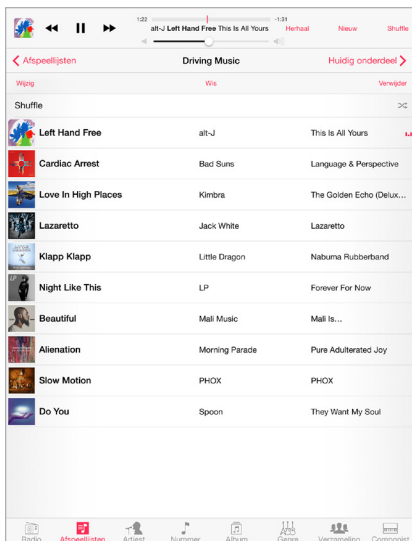 1:22 -1:31
alt-J Left Hand Free This Is All Yours Herhaal Nieuw Shuffle
Afspeellijsten Driving Music Huidig onderdeel
Wijzig Wis Verwijder
Shuffle
Left Hand Free alt-J This Is All Yours
Cardiac Arrest Bad Suns Language & Perspective
Love In High Places Kimbra The Golden Echo (Delux...
Lazaretto Jack White Lazaretto
Klapp Klapp Little Dragon Nabuma Rubberband
Night Like This LP Forever For Now
Beautiful Mali Music Mali Is...
Alienation Morning Parade Pure Adulterated Joy
Slow Motion PHOX PHOX
Do You Spoon They Want My Soul
Radio Afspeellijsten Artiest Nummer Album Genre Verzameling Componist